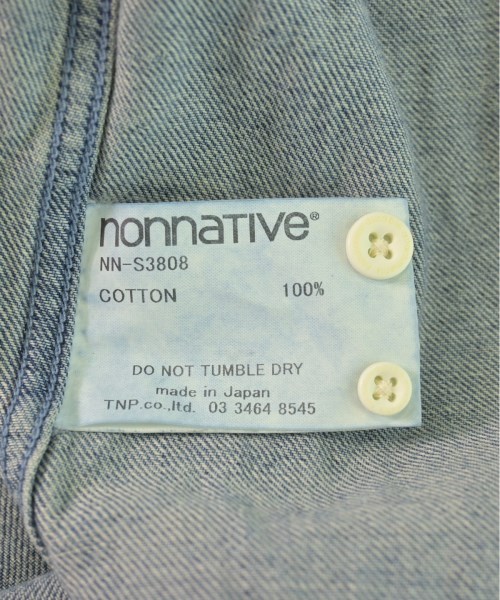 nonnative®
NN-S3808
COTTON 100%
DO NOT TUMBLE DRY
made in Japan
TNP.co.,ltd. 03 3464 8545